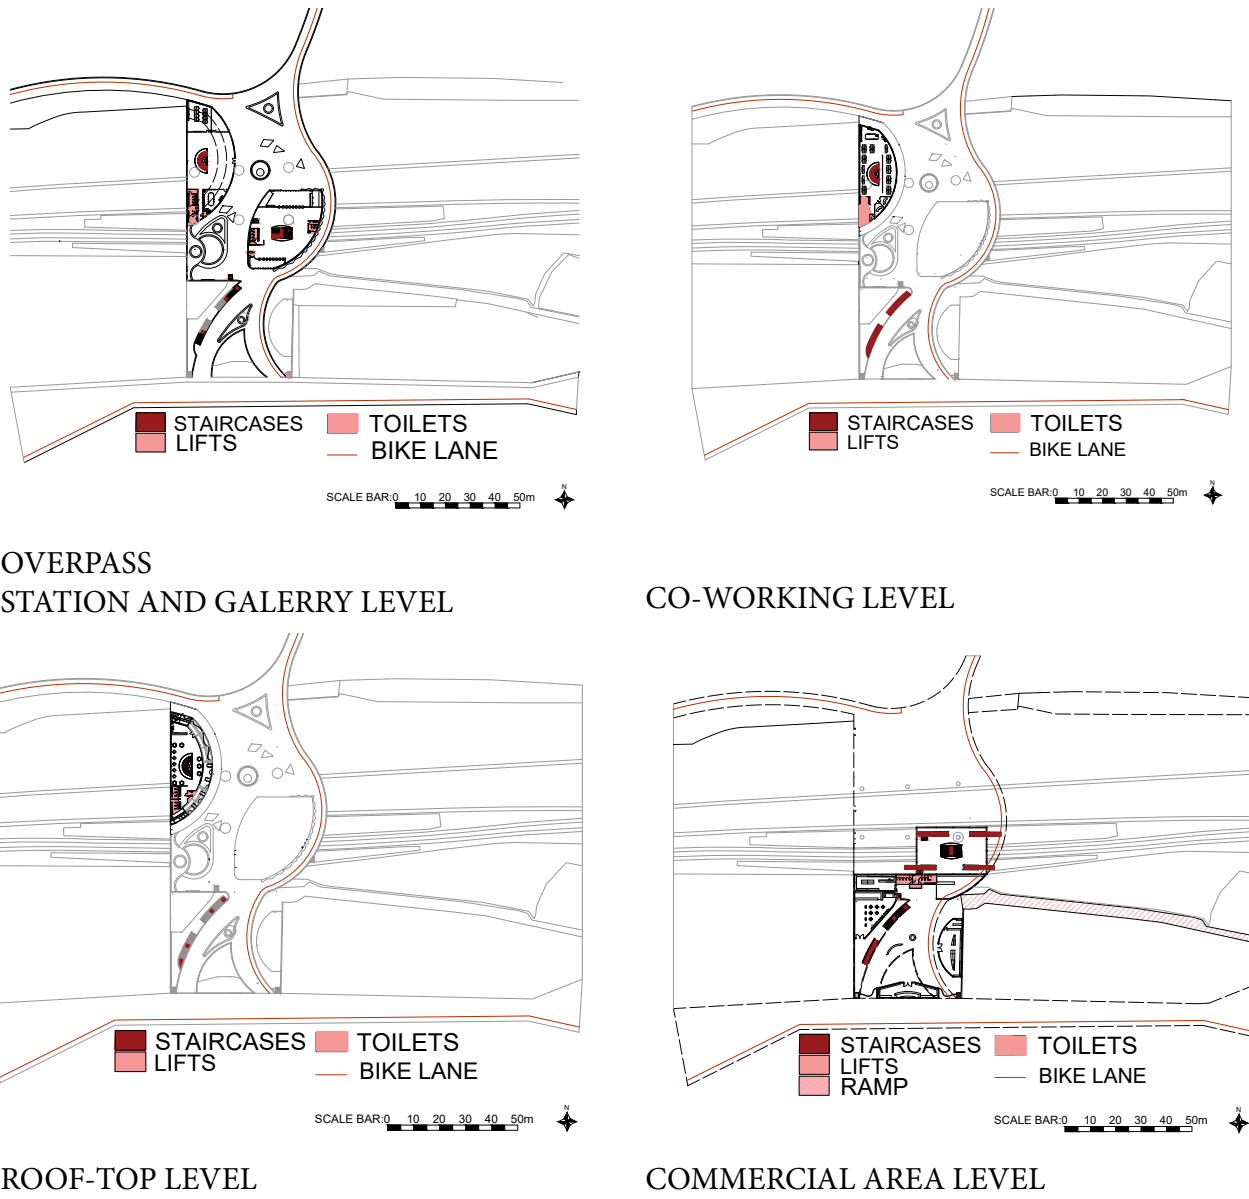 STAIRCASES
LIFTS
TOILETS
BIKE LANE
SCALE BAR:0 10 20 30 40 50m
N
OVERPASS
STATION AND GALERRY LEVEL
STAIRCASES
LIFTS
TOILETS
BIKE LANE
SCALE BAR:0 10 20 30 40 50m
N
CO-WORKING LEVEL
STAIRCASES
LIFTS
TOILETS
BIKE LANE
SCALE BAR:0 10 20 30 40 50m
N
ROOF-TOP LEVEL
STAIRCASES
LIFTS
RAMP
TOILETS
BIKE LANE
SCALE BAR:0 10 20 30 40 50m
N
COMMERCIAL AREA LEVEL